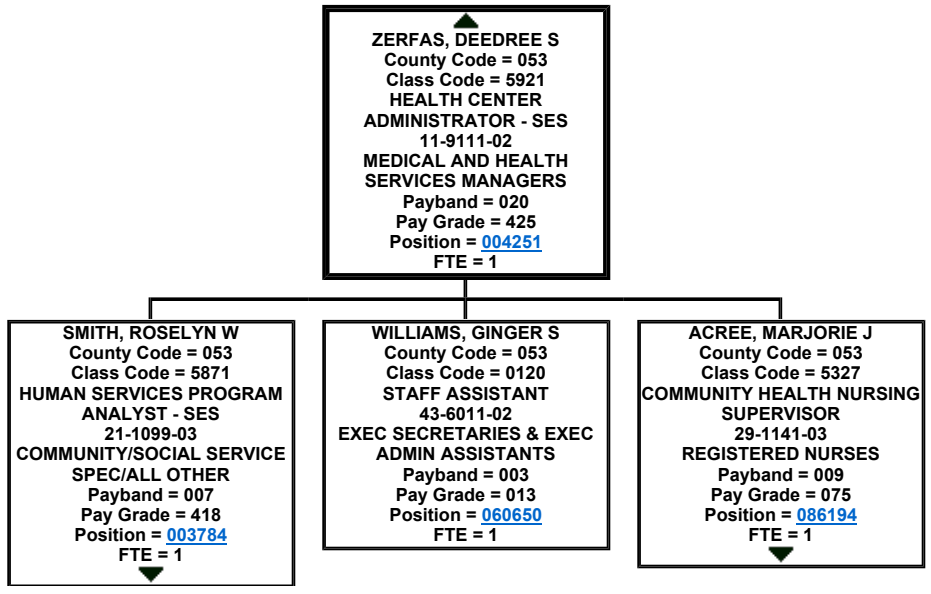 ZERFAS, DEEDREE S
County Code = 053
Class Code = 5921
HEALTH CENTER
ADMINISTRATOR - SES
11-9111-02
MEDICAL AND HEALTH
SERVICES MANAGERS
Payband = 020
Pay Grade = 425
Position = 004251
FTE = 1
SMITH, ROSELYN W
County Code = 053
Class Code = 5871
HUMAN SERVICES PROGRAM
ANALYST - SES
21-1099-03
COMMUNITY/SOCIAL SERVICE
SPEC/ALL OTHER
Payband = 007
Pay Grade = 418
Position = 003784
FTE = 1
WILLIAMS, GINGER S
County Code = 053
Class Code = 0120
STAFF ASSISTANT
43-6011-02
EXEC SECRETARIES & EXEC
ADMIN ASSISTANTS
Payband = 003
Pay Grade = 013
Position = 060650
FTE = 1
ACREE, MARJORIE J
County Code = 053
Class Code = 5327
COMMUNITY HEALTH NURSING
SUPERVISOR
29-1141-03
REGISTERED NURSES
Payband = 009
Pay Grade = 075
Position = 086194
FTE = 1